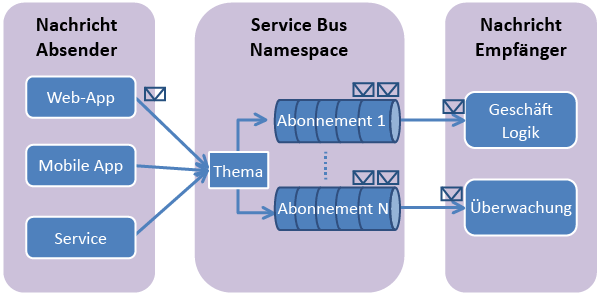 Nachricht
Absender
Service Bus
Namespace
Nachricht
Empfänger
Web-App
Mobile App
Service
Thema
Abonnement 1
Abonnement N
Geschäft
Logik
Überwachung